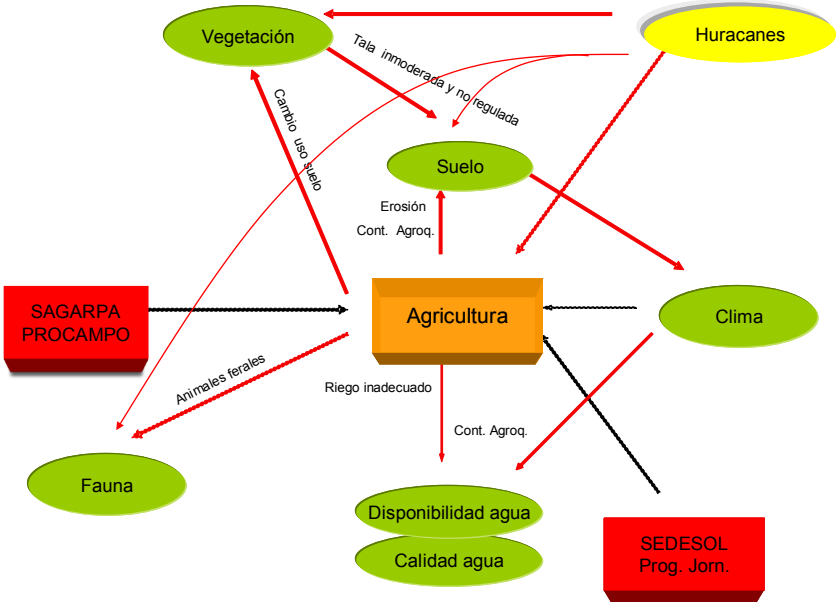 Vegetación
Huracanes
Tala inmoderada y no regulada
Cambio uso suelo
Suelo
Erosión
Cont. Agroq.
SAGARPA
PROCAMPO
Agricultura
Clima
Animales ferales
Riego inadecuado
Cont. Agroq.
Fauna
Disponibilidad agua
Calidad agua
SEDESOL
Prog. Jorn.